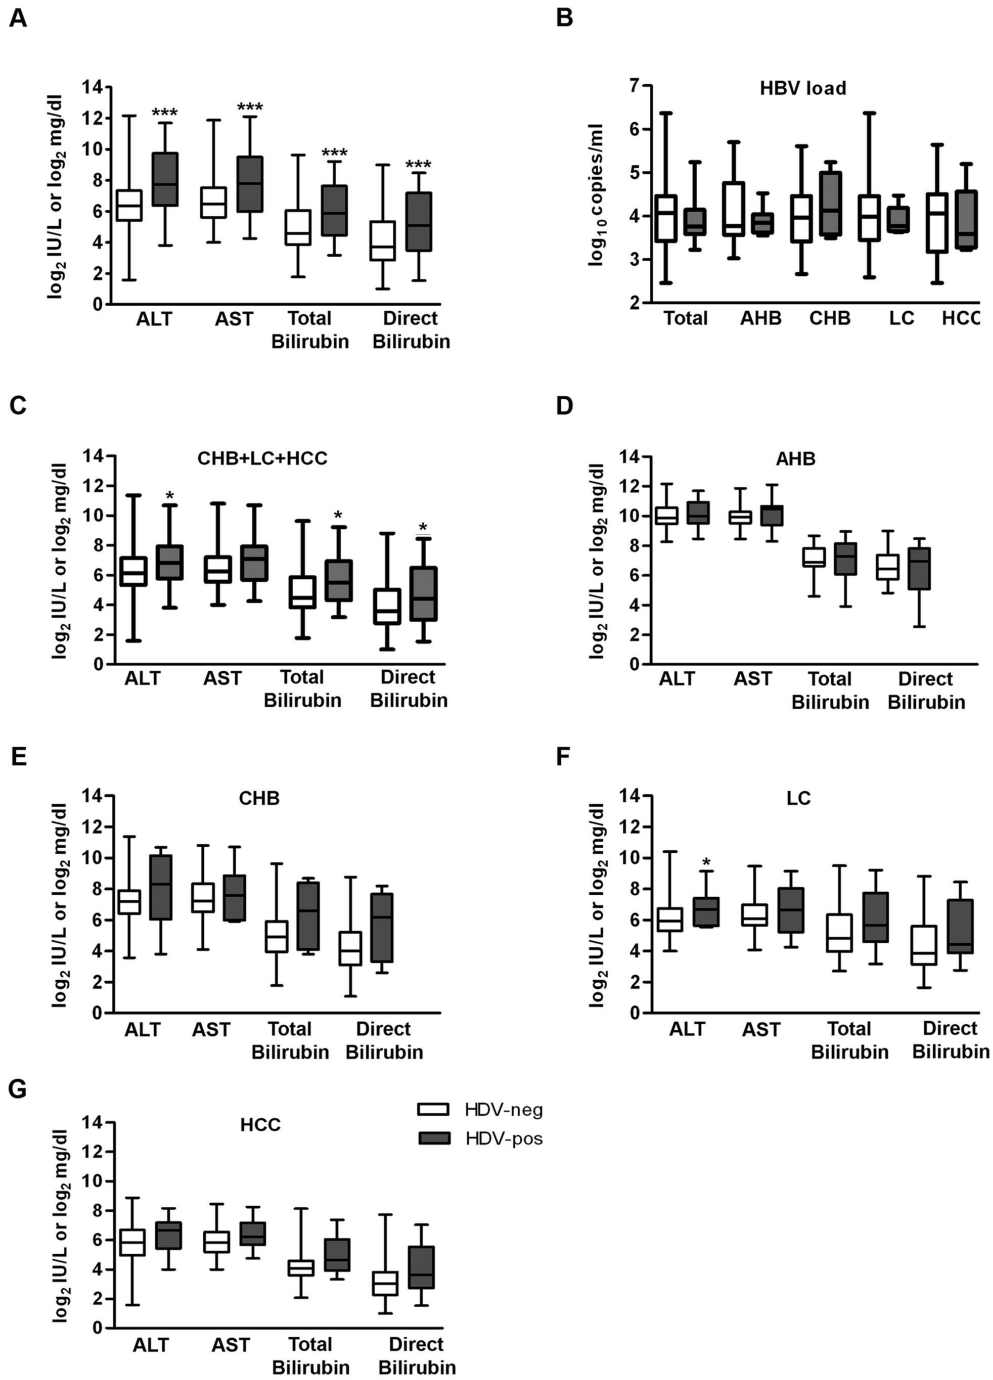 A
log2 IU/L or log2 mg/dl
14
12
10
8
6
4
2
0
***
***
***
***
ALT
AST
Total
Bilirubin
Direct
Bilirubin
B
HBV load
log10 copies/ml
7
6
5
4
3
2
Total
AHB
CHB
LC
HCC
C
CHB+LC+HCC
log2 IU/L or log2 mg/dl
14
12
10
8
6
4
2
0
*
*
*
ALT
AST
Total
Bilirubin
Direct
Bilirubin
D
AHB
log2 IU/L or log2 mg/dl
14
12
10
8
6
4
2
0
ALT
AST
Total
Bilirubin
Direct
Bilirubin
E
CHB
log2 IU/L or log2 mg/dl
14
12
10
8
6
4
2
0
ALT
AST
Total
Bilirubin
Direct
Bilirubin
F
LC
log2 IU/L or log2 mg/dl
14
12
10
8
6
4
2
0
*
ALT
AST
Total
Bilirubin
Direct
Bilirubin
G
HCC
HDV-neg
HDV-pos
log2 IU/L or log2 mg/dl
14
12
10
8
6
4
2
0
ALT
AST
Total
Bilirubin
Direct
Bilirubin